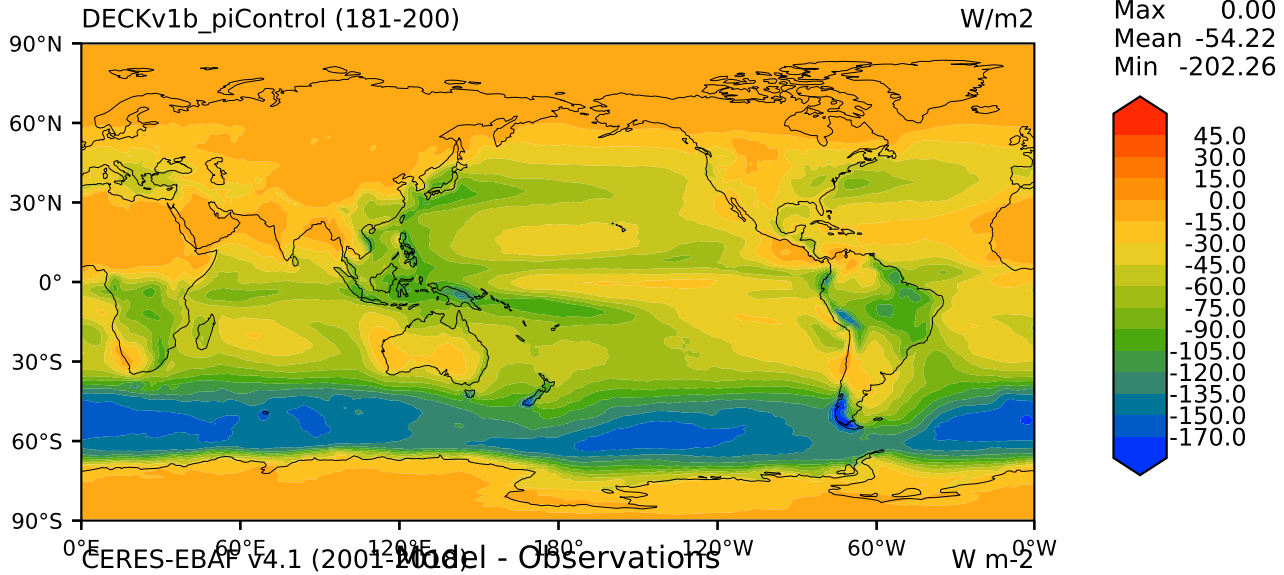 DECKv1b_piControl (181-200) W/m2
Max 0.00
Mean -54.22
Min -202.26
90°N
60°N
30°N
0°
30°S
60°S
90°S
45.0
30.0
15.0
0.0
-15.0
-30.0
-45.0
-60.0
-75.0
-90.0
-105.0
-120.0
-135.0
-150.0
-170.0
0°E 60°E 120°E 180° 120°W 60°W 0°W
CERES-EBAF v4.1 (2001-2018) Model - Observations W m-2